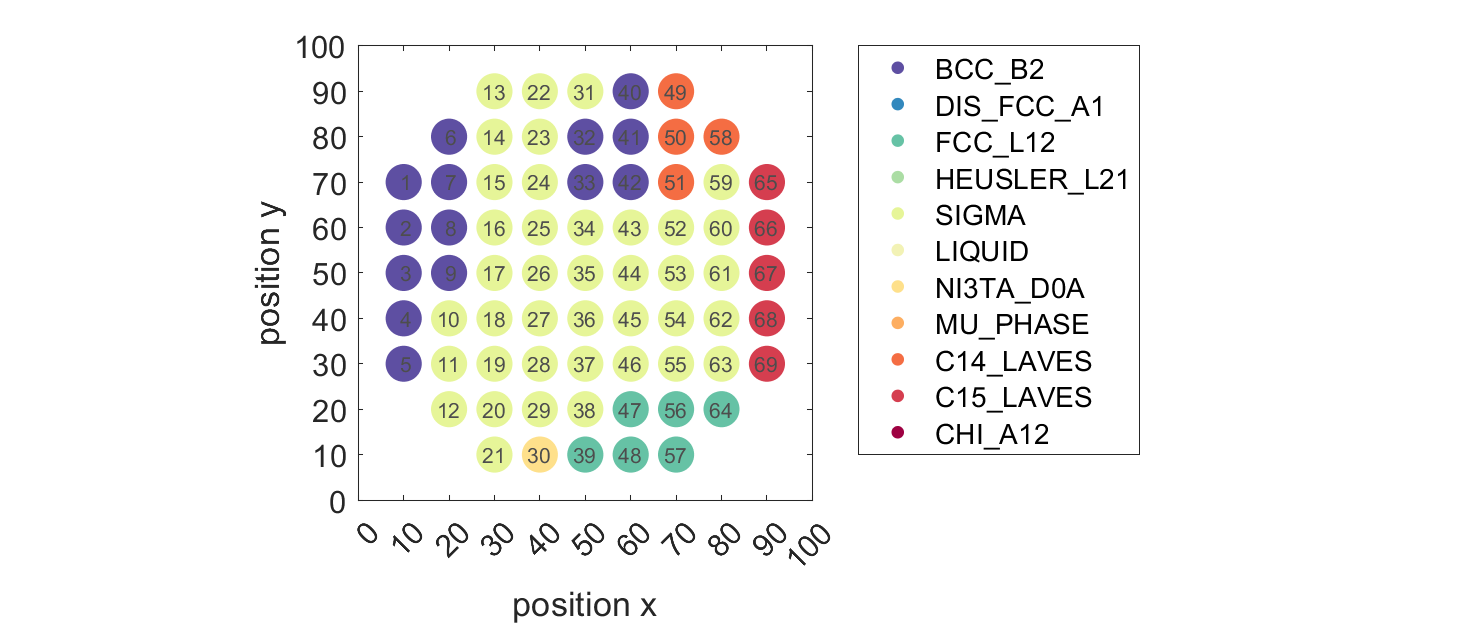 100
90 13 22 31 40 49
80 6 14 23 32 41 50 58
70 1 7 15 24 33 42 51 59 65
60 2 8 16 25 34 43 52 60 66
50 3 9 17 26 35 44 53 61 67
40 4 10 18 27 36 45 54 62 68
30 5 11 19 28 37 46 55 63 69
20 12 20 29 38 47 56 64
10 21 30 39 48 57
0
0 10 20 30 40 50 60 70 80 90 100
position x
position y
BCC_B2
DIS_FCC_A1
FCC_L12
HEUSLER_L21
SIGMA
LIQUID
NI3TA_D0A
MU_PHASE
C14_LAVES
C15_LAVES
CHI_A12